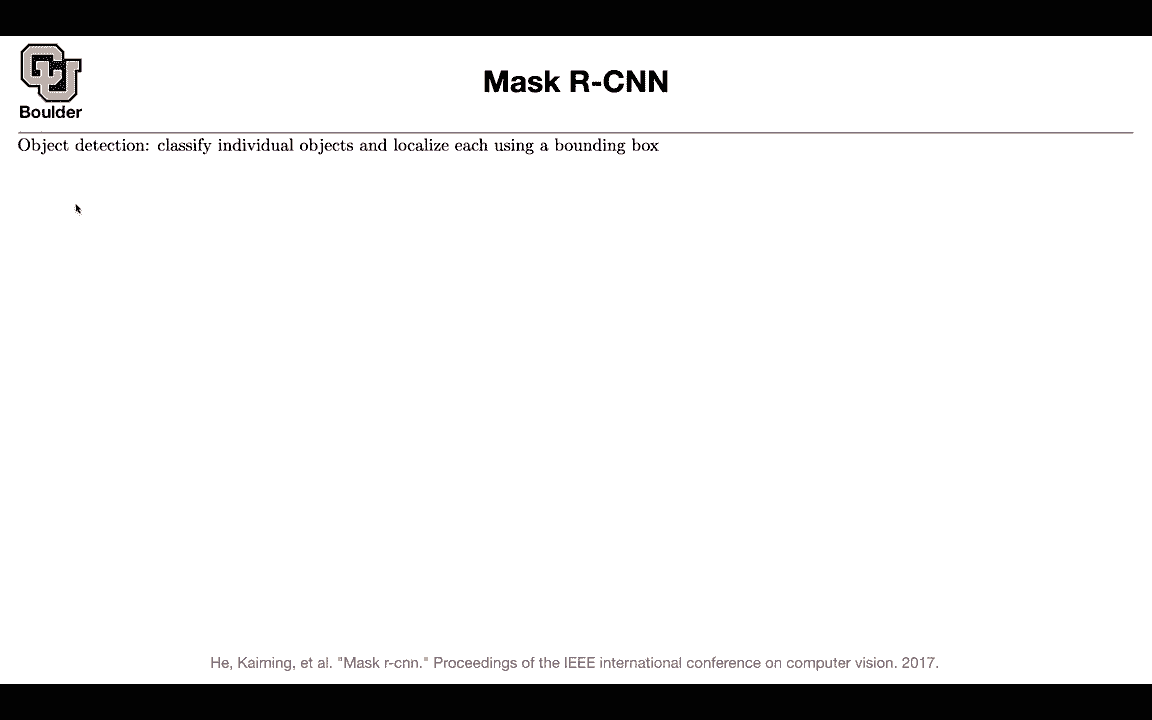 CU
Boulder
Mask R-CNN
Object detection: classify individual objects and localize each using a bounding box
He, Kaiming, et al. "Mask r-cnn." Proceedings of the IEEE international conference on computer vision. 2017.